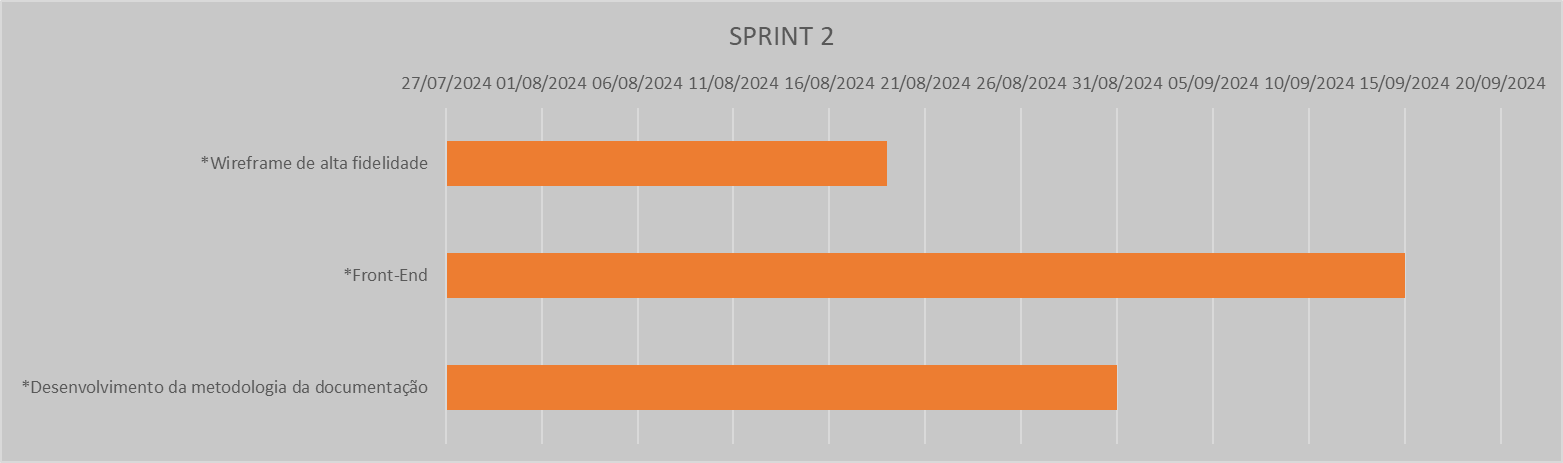 SPRINT 2
27/07/2024 01/08/2024 06/08/2024 11/08/2024 16/08/2024 21/08/2024 26/08/2024 31/08/2024 05/09/2024 10/09/2024 15/09/2024 20/09/2024
*Wireframe de alta fidelidade
*Front-End
*Desenvolvimento da metodologia da documentação